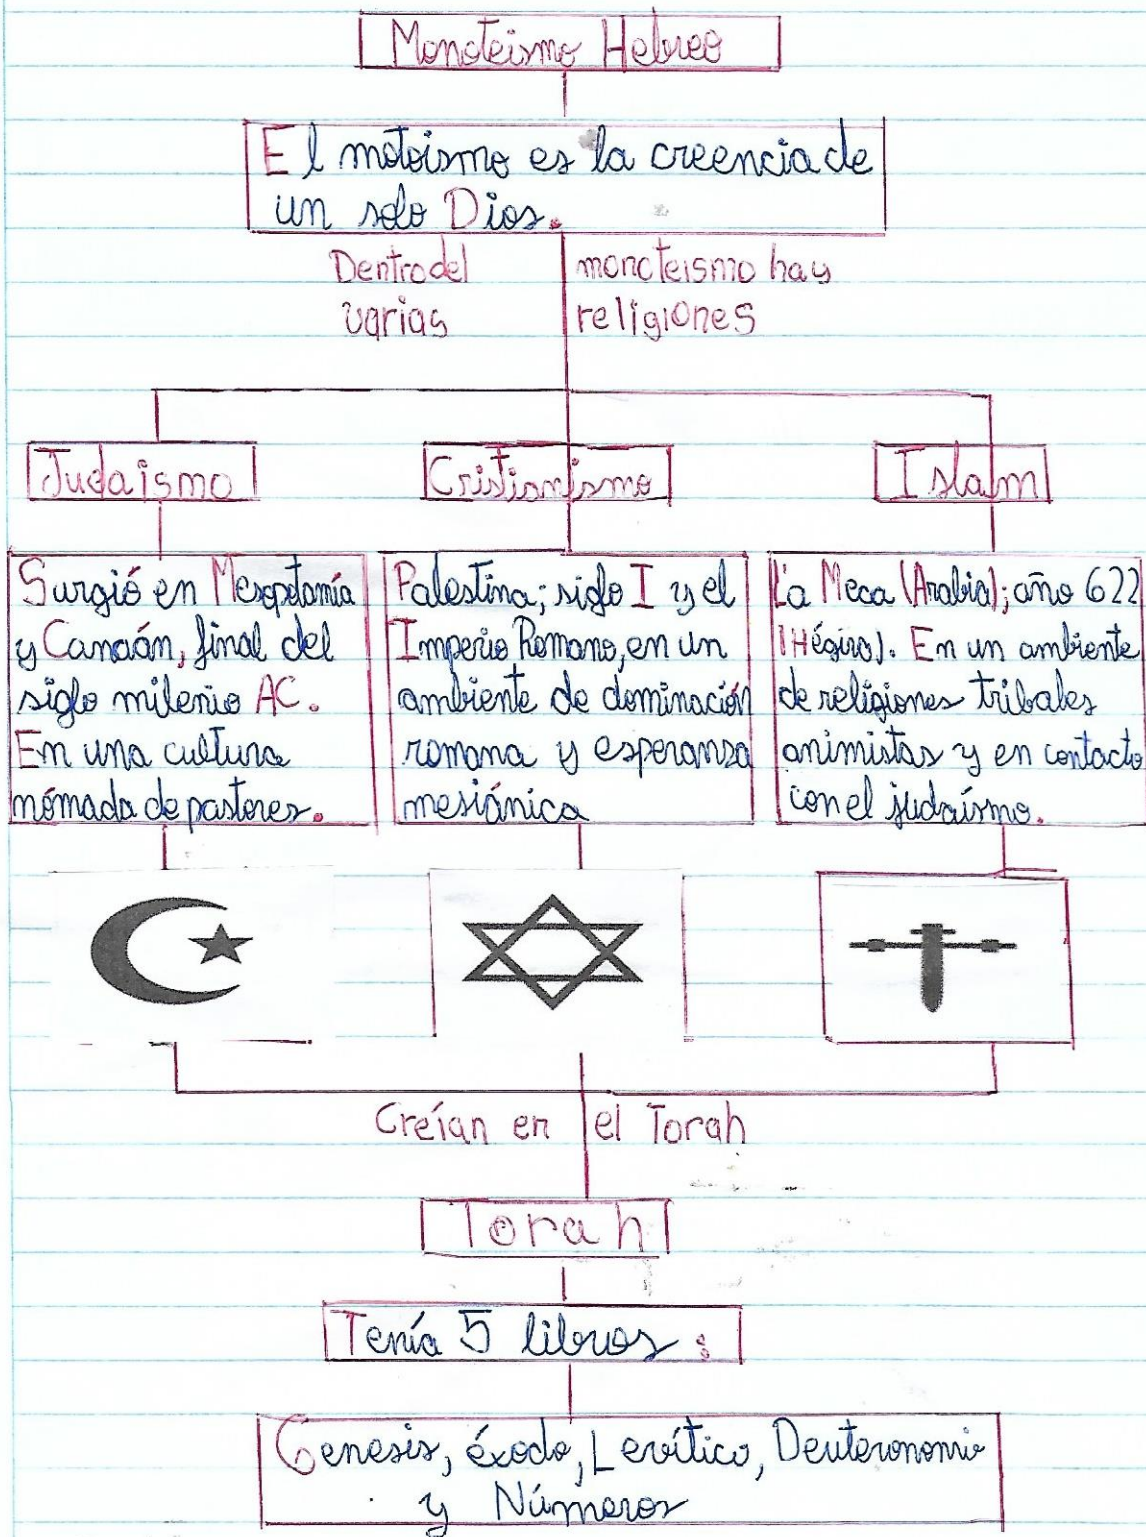 Monoteismo Hebreo
El motoismo es la creencia de
un solo Dios.
Dentro del monoteismo hay
varias religiones
Judaismo
Cristianismo
Islam
Surgió en Mesopotamía
y Canaán, final del
siglo milenio AC.
En una cultura
nómada de pastores.
Palestina; siglo I y el
Imperio Romano, en un
ambiente de dominación
romana y esperanza
mesiánica
La Meca (Arabia); año 622
(Hégira). En un ambiente
de religiones tribales
animistas y en contacto
con el judaísmo.
Creían en el Torah
Torah
Tenía 5 libros:
Genesis, éxodo, Levítico, Deuteronomio
y Números